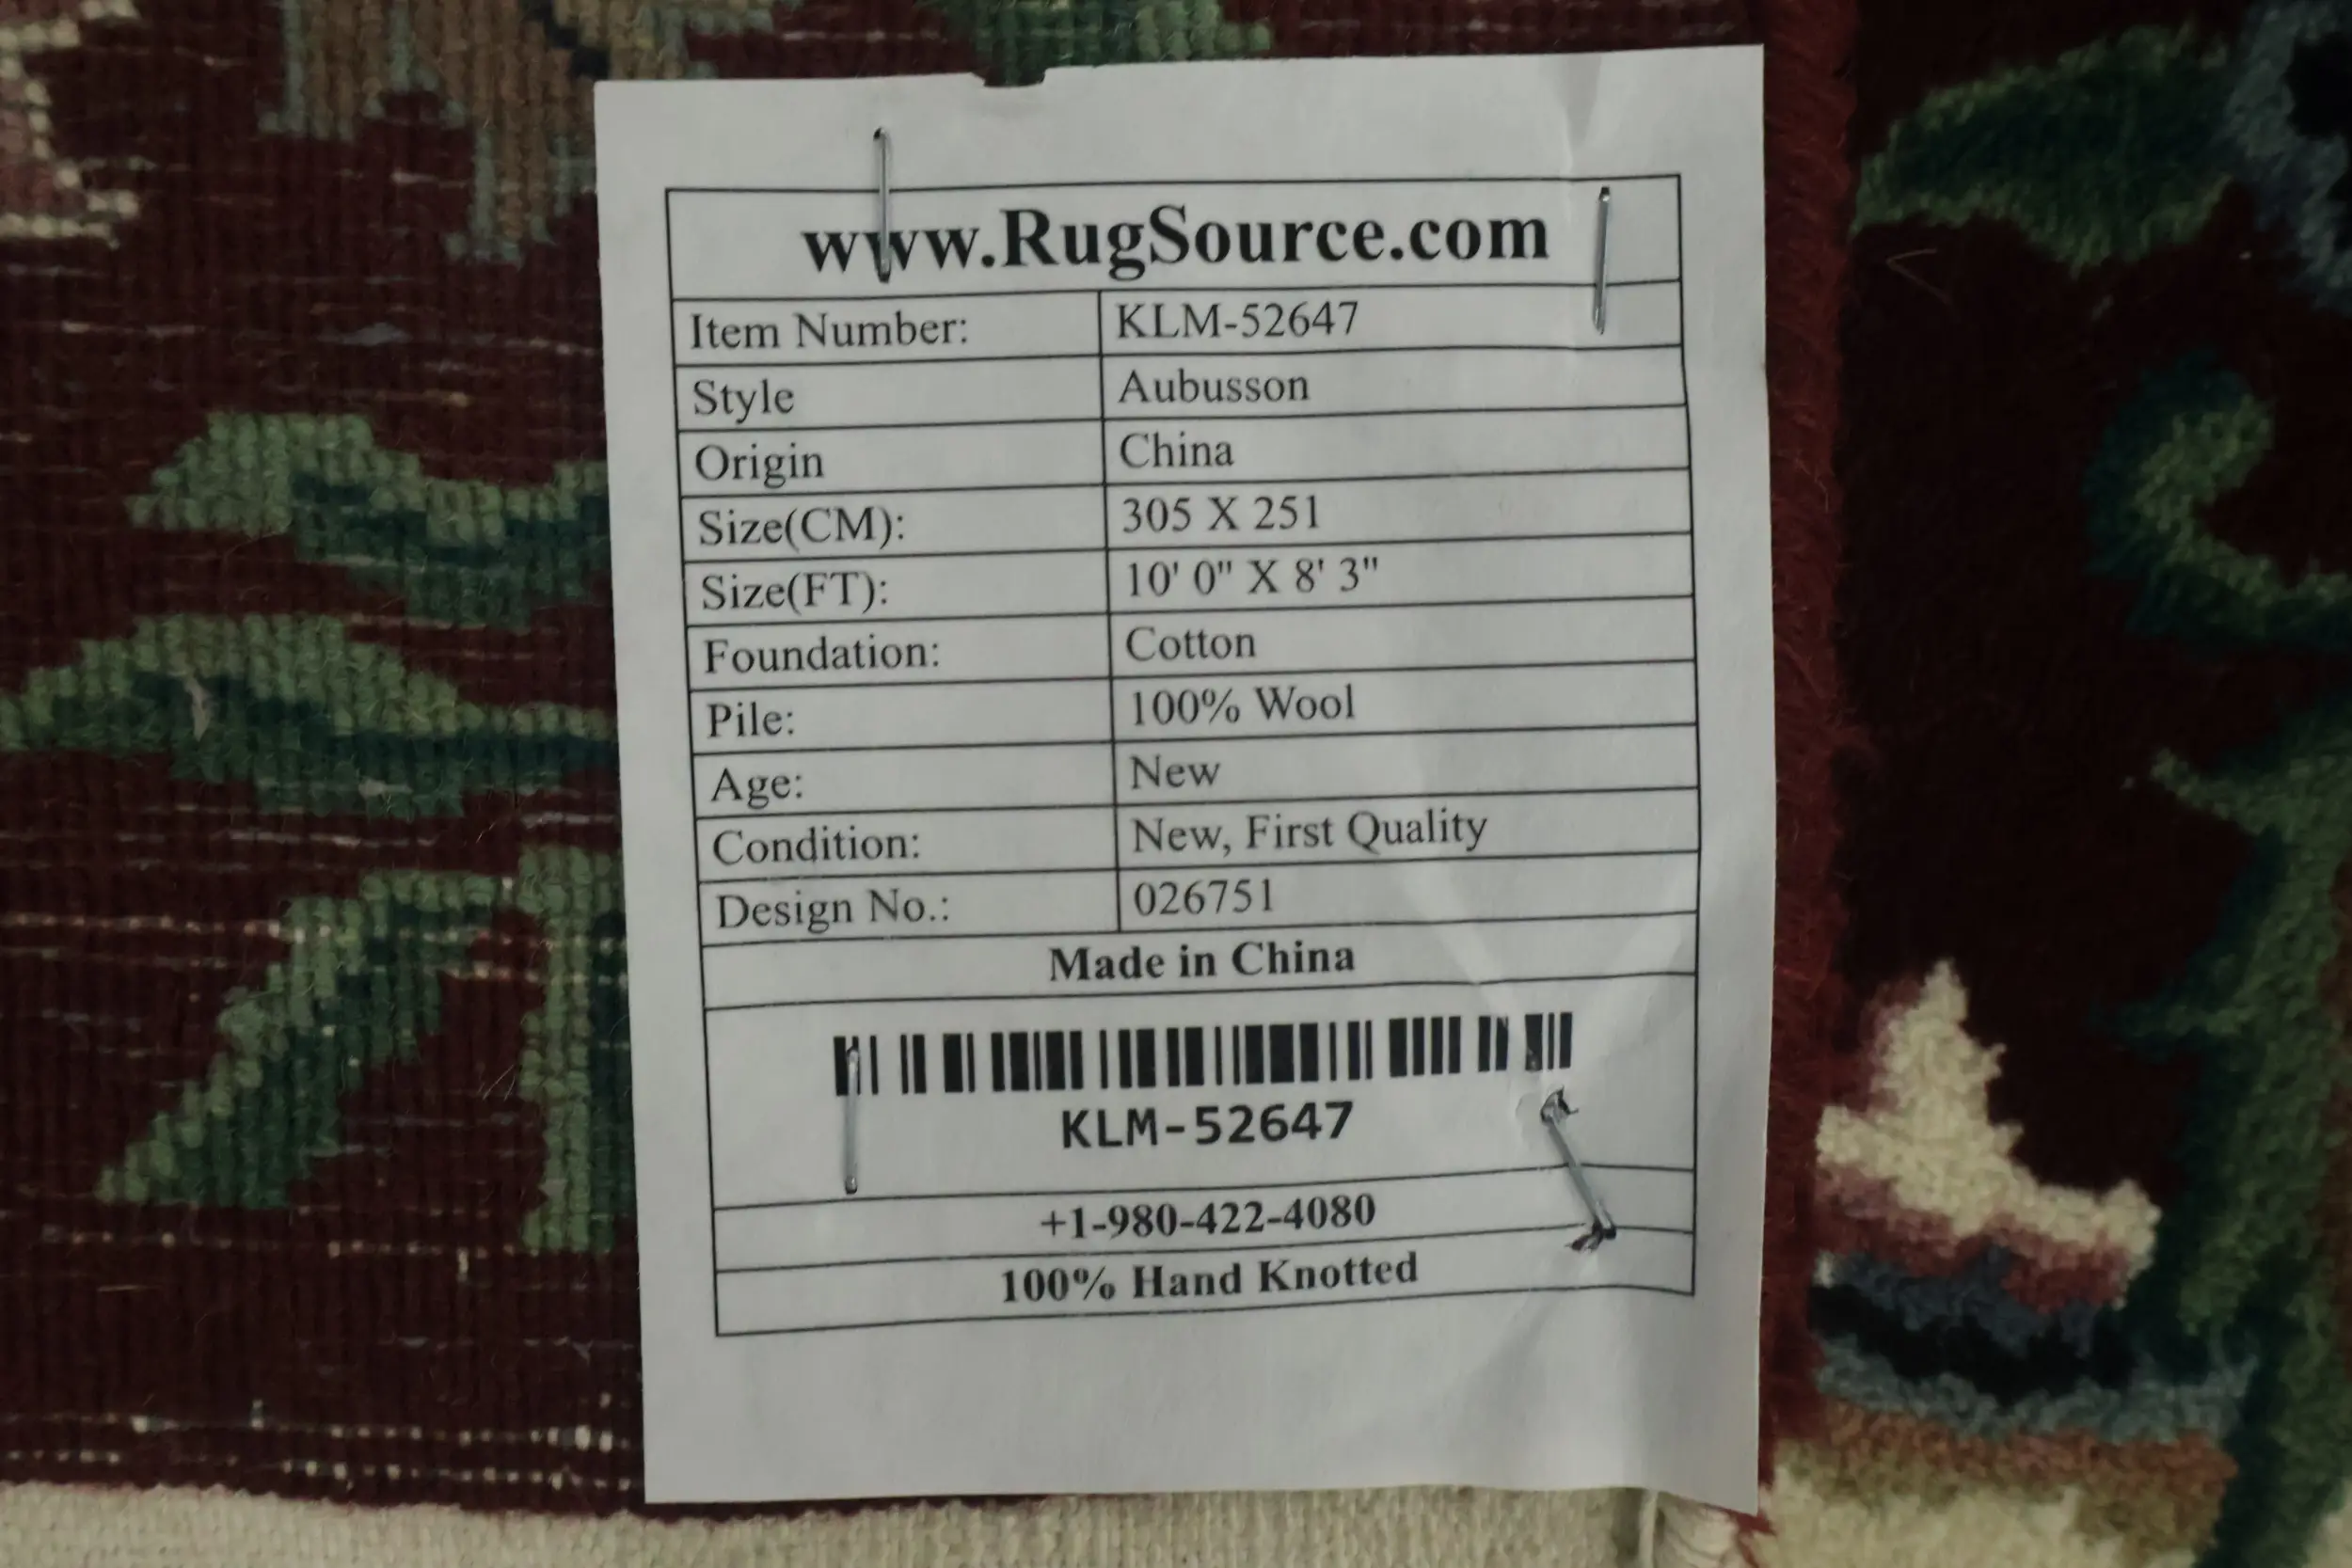 www.RugSource.com
Item Number: KLM-52647
Style Aubusson
Origin China
Size(CM): 305 X 251
Size(FT): 10' 0" X 8' 3"
Foundation: Cotton
Pile: 100% Wool
Age: New
Condition: New, First Quality
Design No.: 026751
Made in China
KLM-52647
+1-980-422-4080
100% Hand Knotted